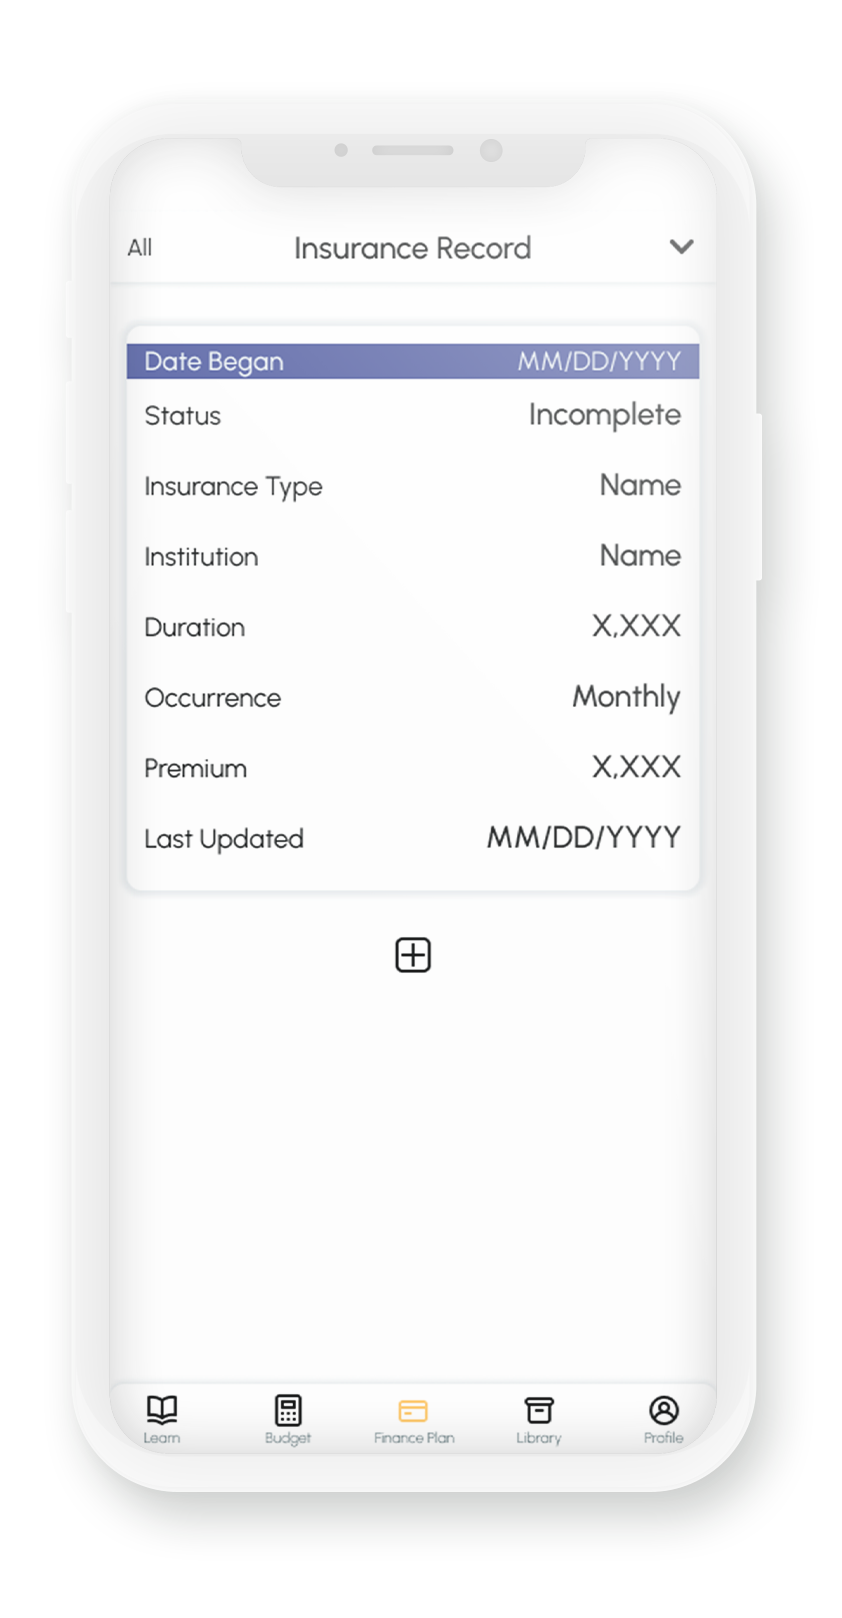 All Insurance Record
Date Began MM/DD/YYYY
Status Incomplete
Insurance Type Name
Institution Name
Duration X,XXX
Occurrence Monthly
Premium X,XXX
Last Updated MM/DD/YYYY
Learn Budget Finance Plan Library Profile